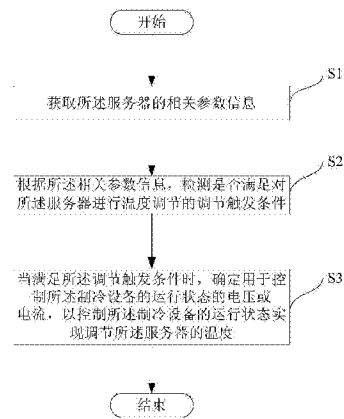 开始
S1
获取所述服务器的相关参数信息
S2
根据所述相关参数信息，检测是否满足对
所述服务器进行温度调节的调节触发条件
S3
当满足所述调节触发条件时，确定用于控
制所述制冷设备的运行状态的电压或
电流，以控制所述制冷设备的运行状态实
现调节所述服务器的温度
结束